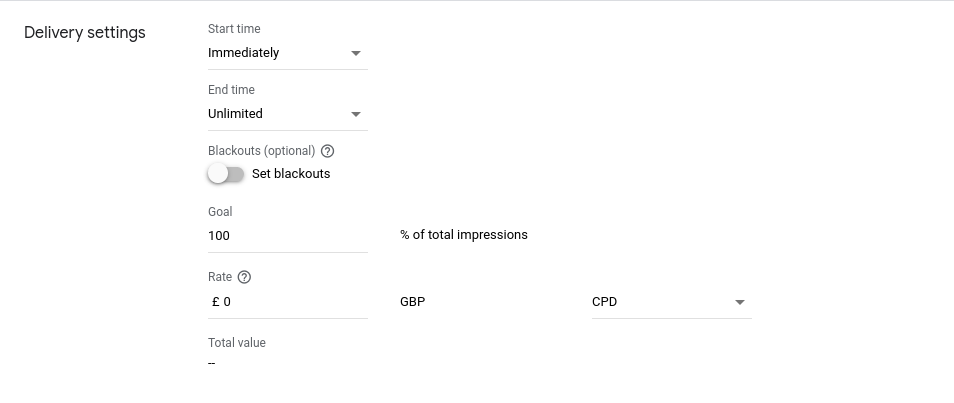 Delivery settings
Start time
Immediately
End time
Unlimited
Blackouts (optional)
Set blackouts
Goal
100 % of total impressions
Rate
£ 0 GBP CPD
Total value
--